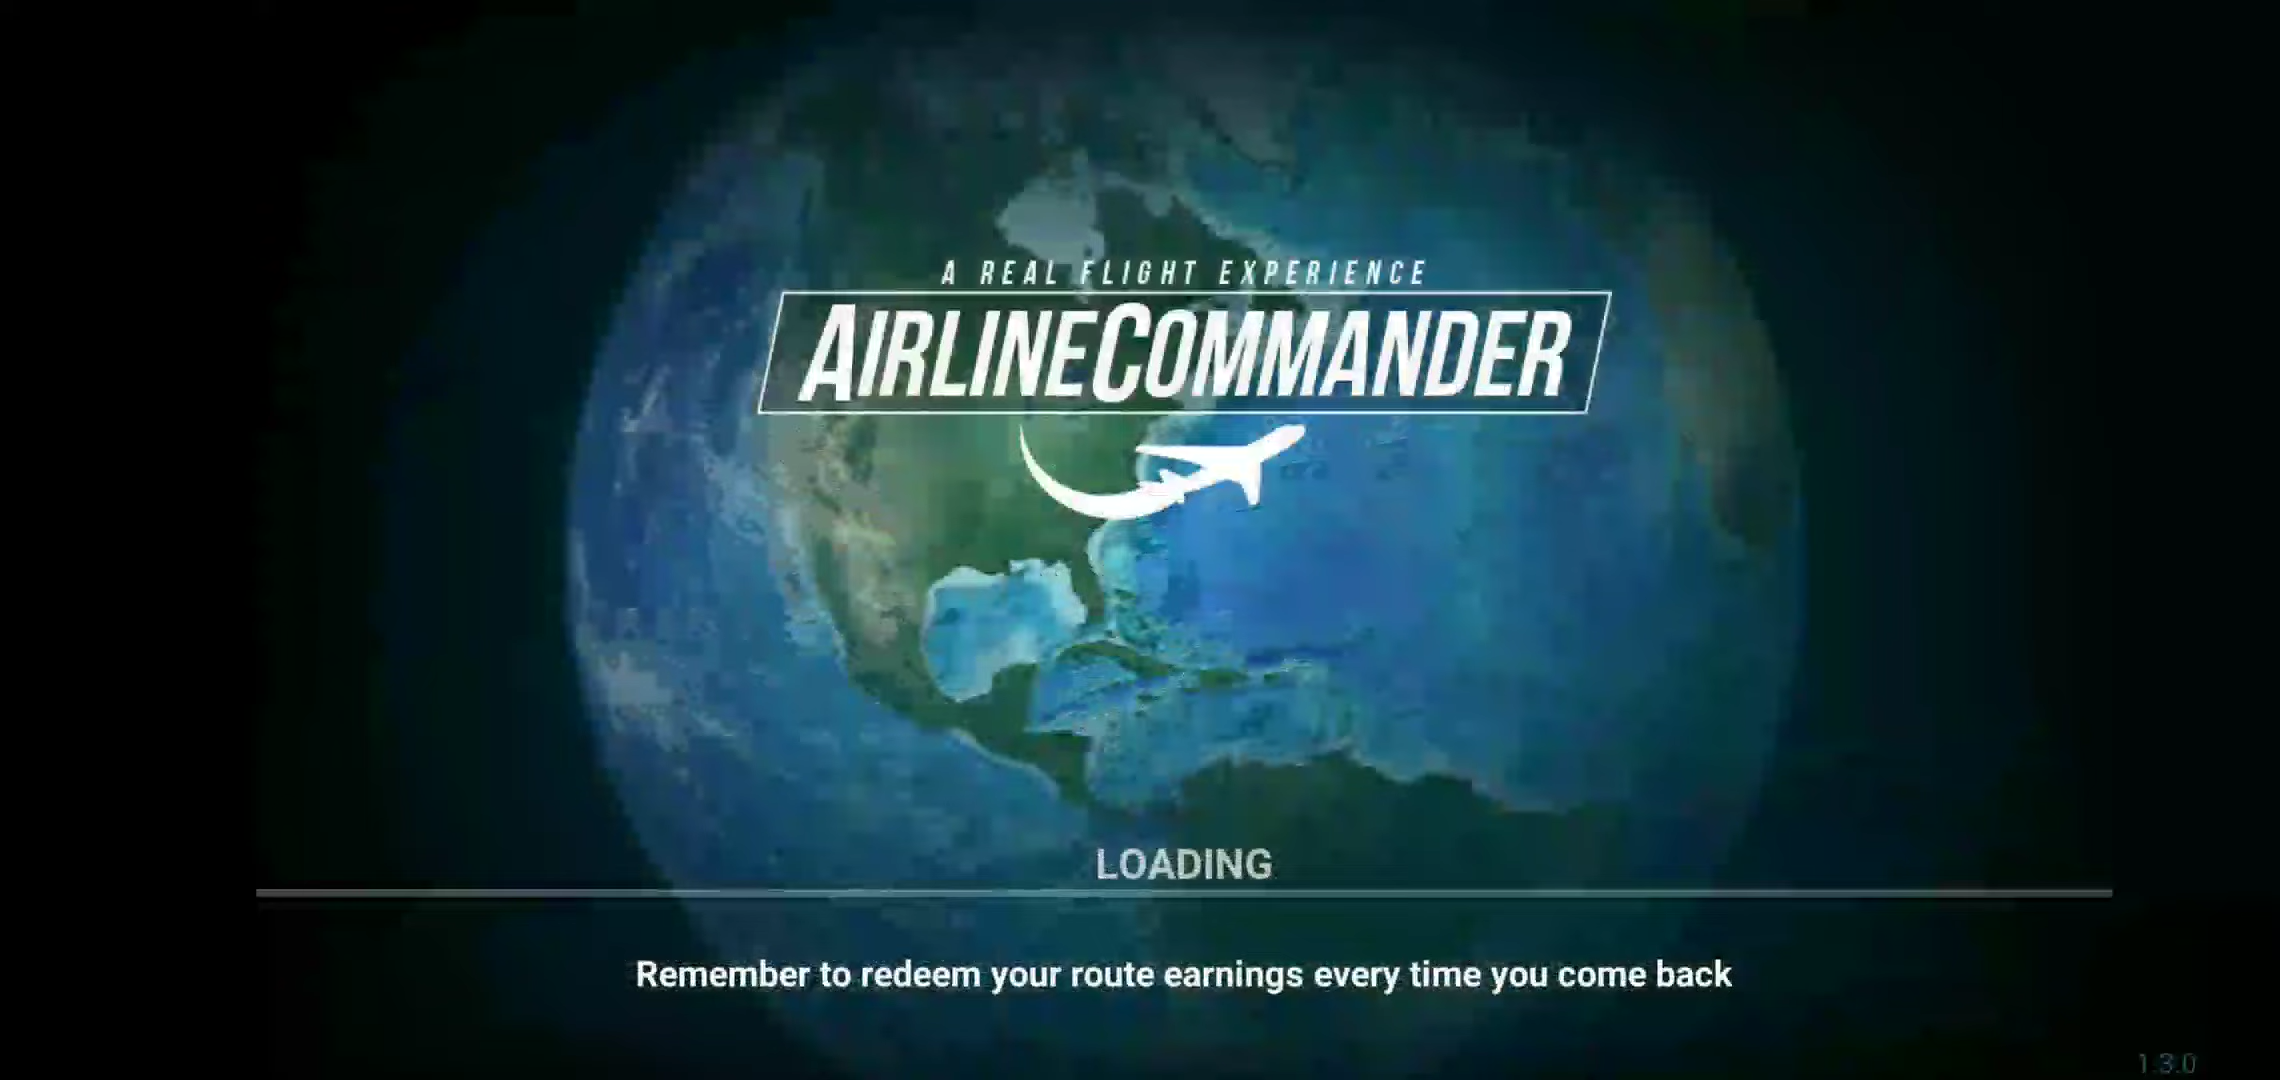 A REAL FLIGHT EXPERIENCE
AIRLINECOMMANDER
LOADING
Remember to redeem your route earnings every time you come back
1.3.0